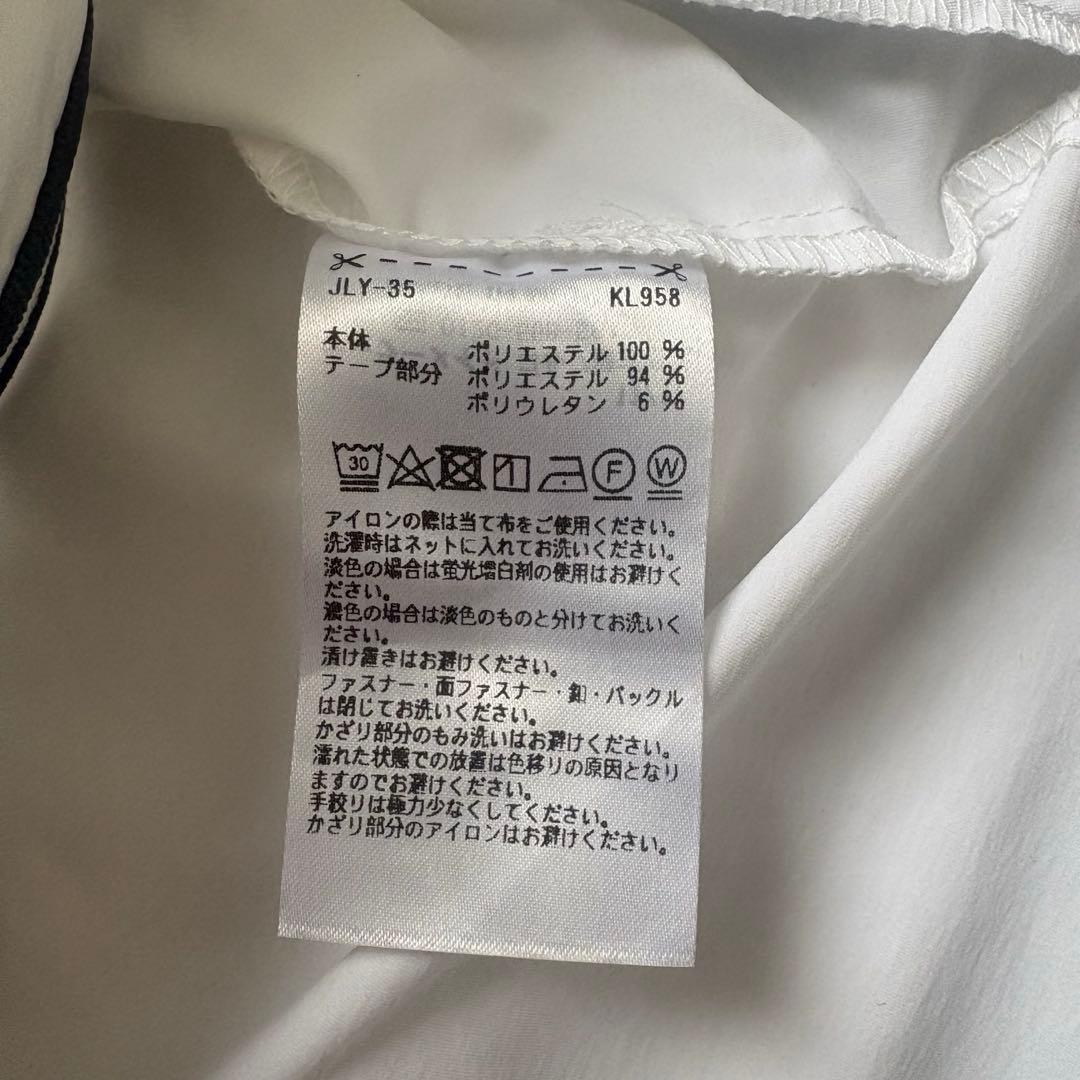 JLY-35 KL958
本体 ポリエステル 100 %
テープ部分 ポリエステル 94 %
ポリウレタン 6 %
30 F W
アイロンの際は当て布をご使用ください。
洗濯時はネットに入れてお洗いください。
淡色の場合は蛍光増白剤の使用はお避けく
ださい。
濃色の場合は淡色のものと分けてお洗いく
ださい。
漬け置きはお避けください。
ファスナー・面ファスナー・釦・バックル
は閉じてお洗いください。
かざり部分のもみ洗いはお避けください。
濡れた状態での放置は色移りの原因となり
ますのでお避けください。
手絞りは極力少なくしてください。
かざり部分のアイロンはお避けください。